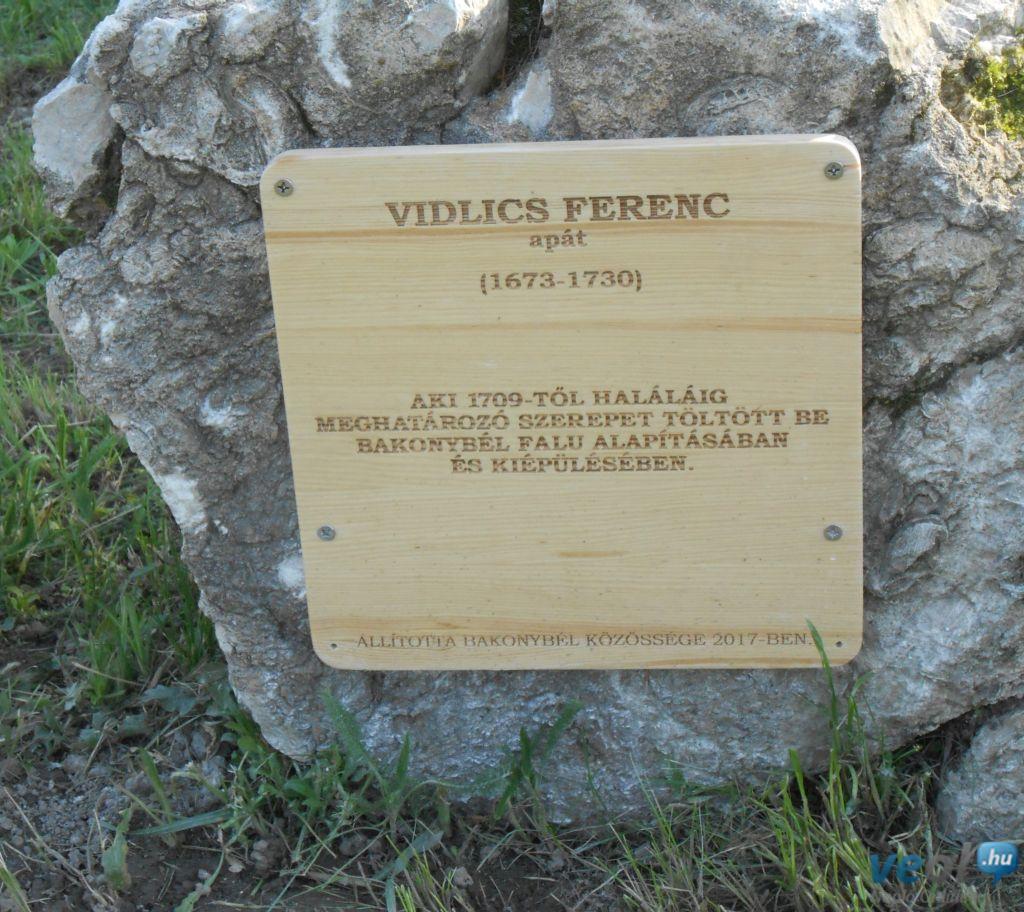 VIDLICS FERENC
apát
(1673-1730)
AKI 1709-TŐL HALÁLÁIG
MEGHATÁROZÓ SZEREPET TÖLTÖTT BE
BAKONYBÉL FALU ALAPÍTÁSÁBAN
ÉS KIÉPÜLÉSÉBEN.
ÁLLÍTOTTA BAKONYBÉL KÖZÖSSÉGE 2017-BEN.
veol.hu